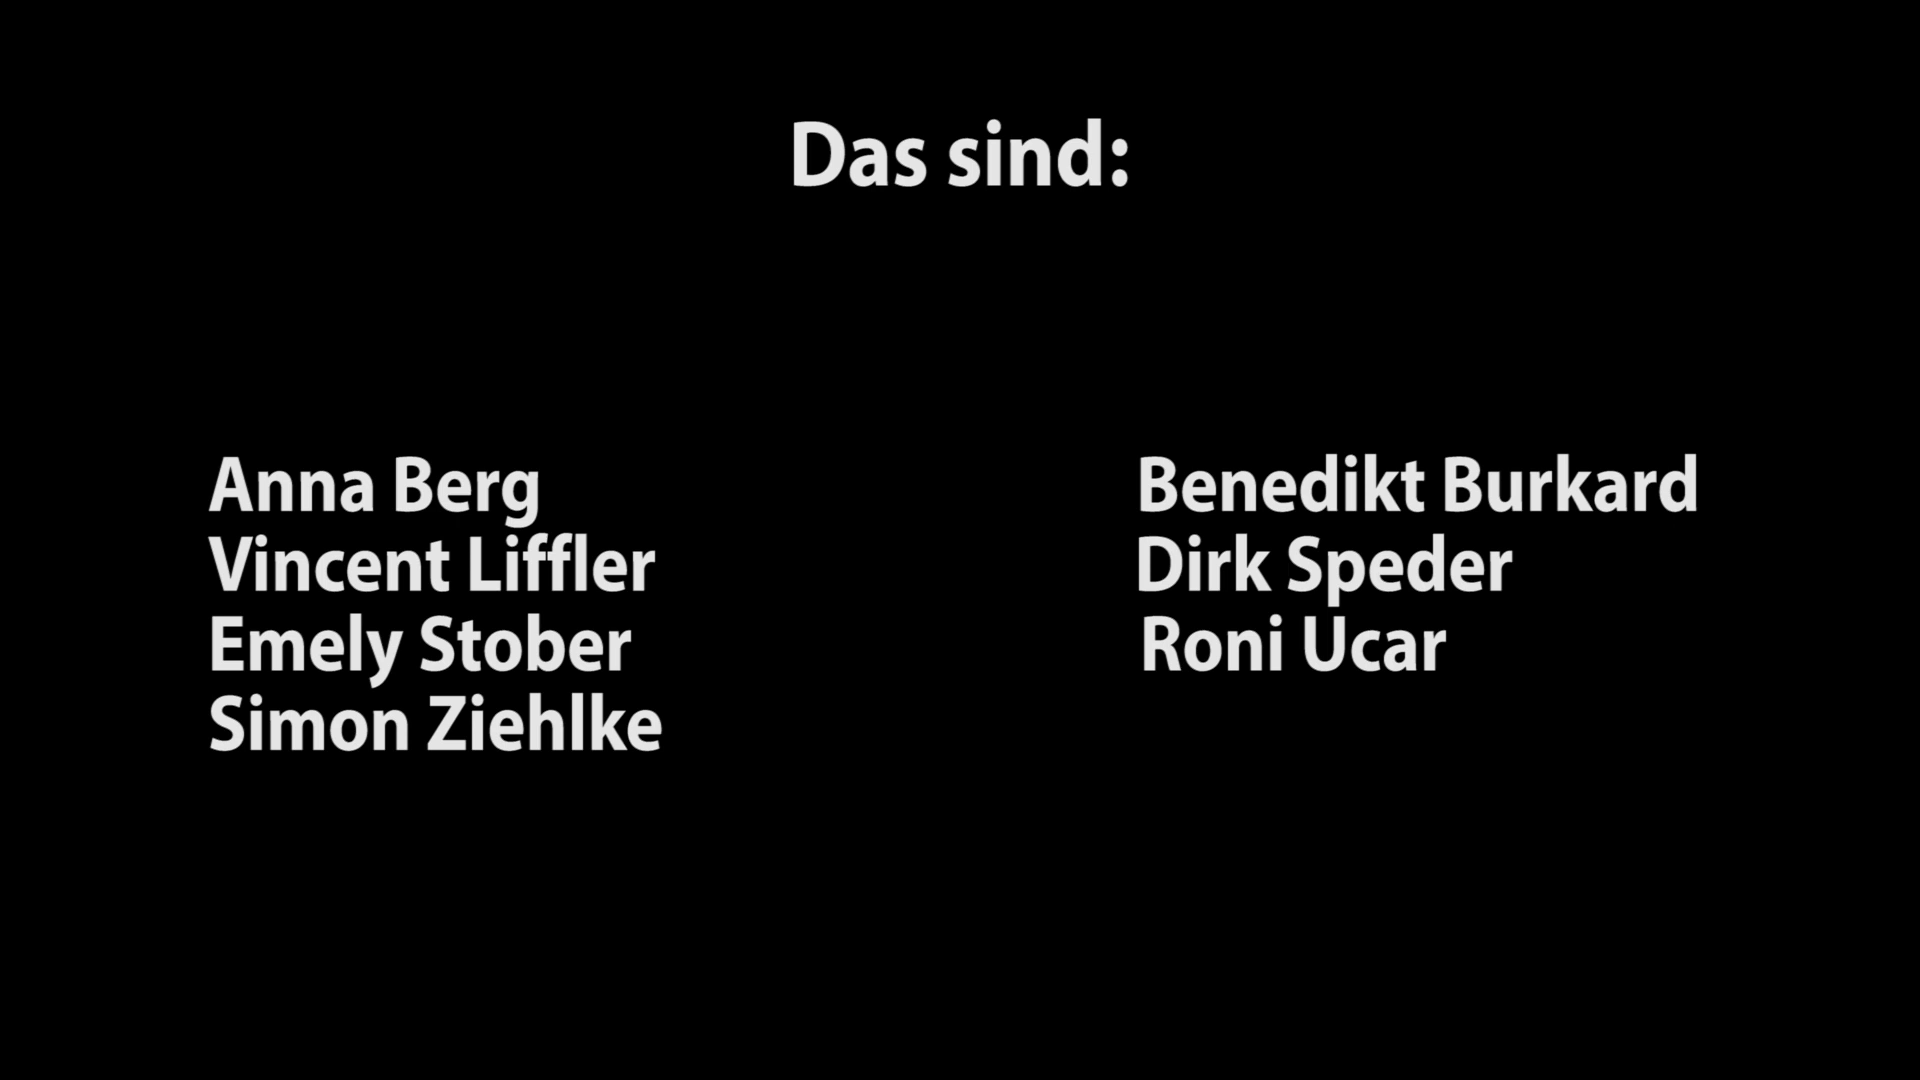 Das sind:
Anna Berg
Vincent Liffler
Emely Stober
Simon Ziehlke
Benedikt Burkard
Dirk Speder
Roni Ucar